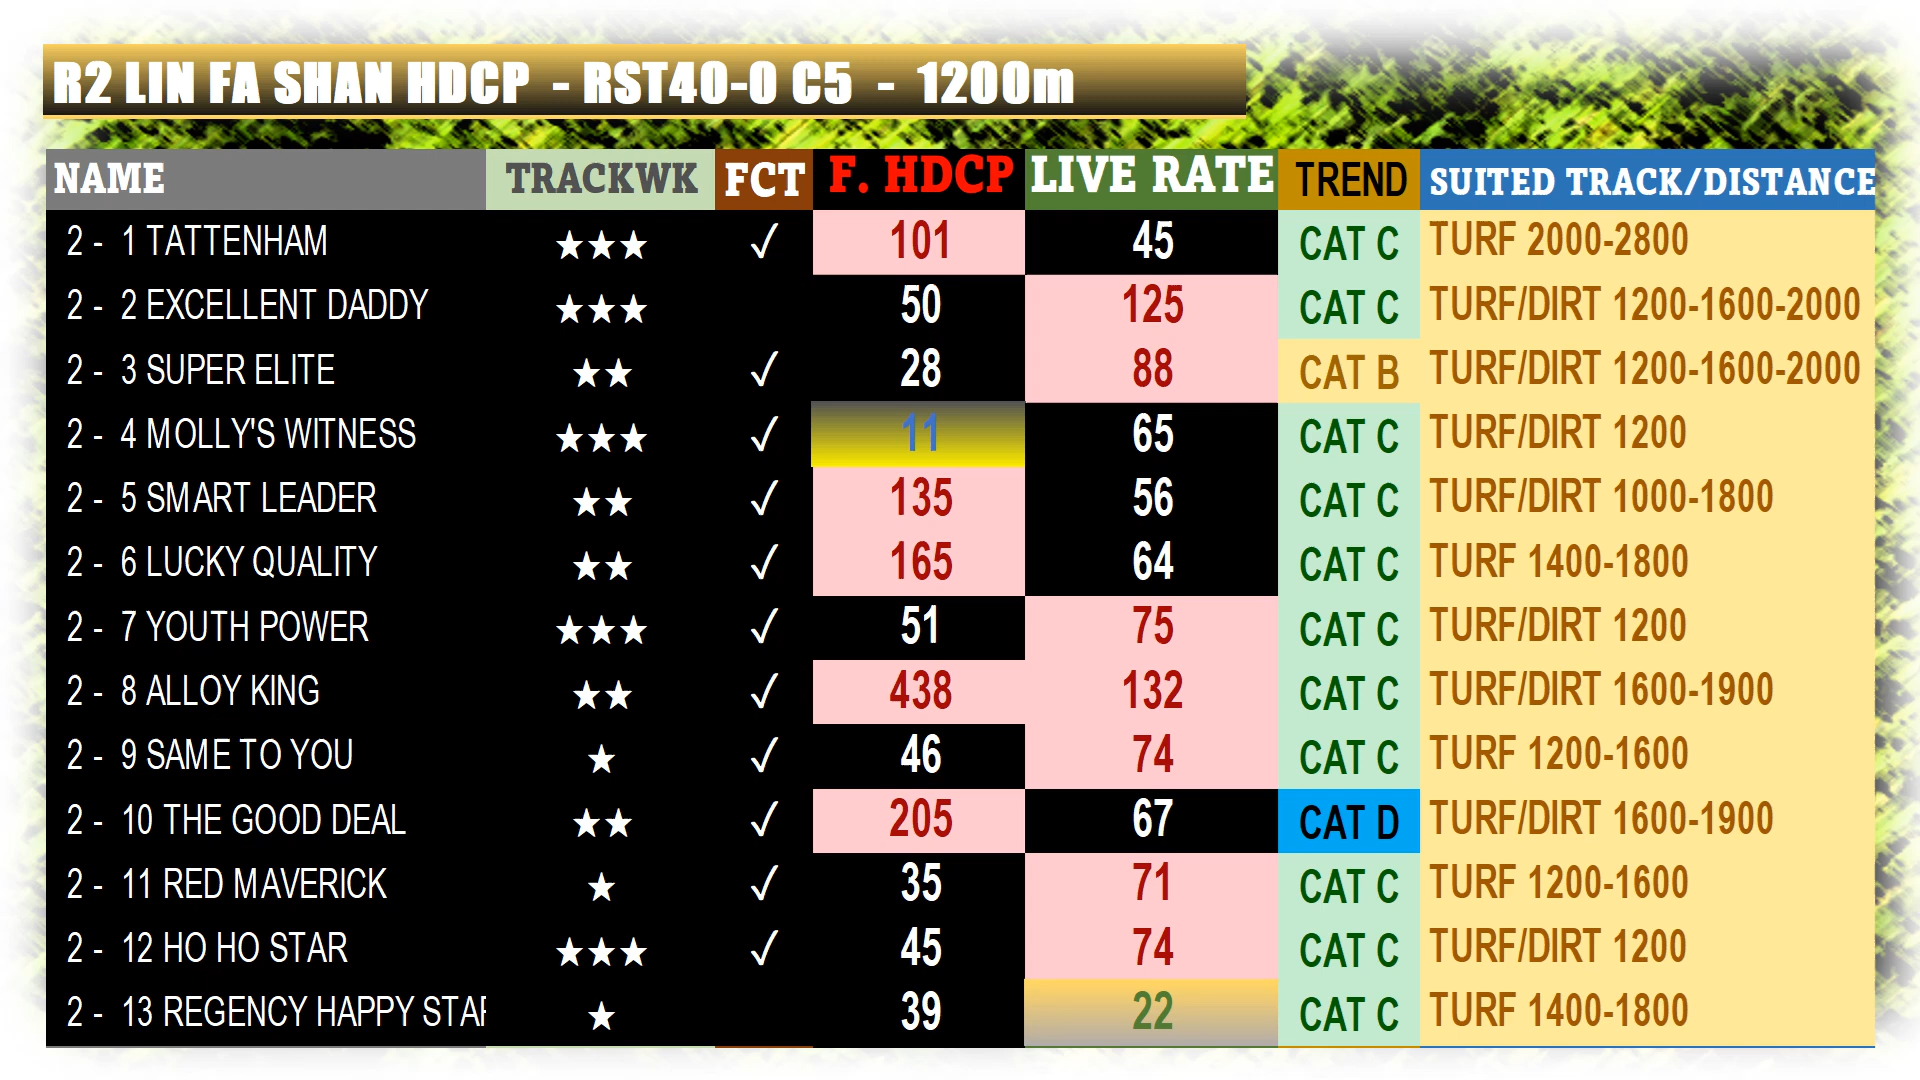 R2 LIN FA SHAN HDCP - RST40-0 C5 - 1200m
NAME TRACKWK FCT F. HDCP LIVE RATE TREND SUITED TRACK/DISTANCE
2 - 1 TATTENHAM ★★★ ✓ 101 45 CAT C TURF 2000-2800
2 - 2 EXCELLENT DADDY ★★★ 50 125 CAT C TURF/DIRT 1200-1600-2000
2 - 3 SUPER ELITE ★★ ✓ 28 88 CAT B TURF/DIRT 1200-1600-2000
2 - 4 MOLLY'S WITNESS ★★★ ✓ 11 65 CAT C TURF/DIRT 1200
2 - 5 SMART LEADER ★★ ✓ 135 56 CAT C TURF/DIRT 1000-1800
2 - 6 LUCKY QUALITY ★★ ✓ 165 64 CAT C TURF 1400-1800
2 - 7 YOUTH POWER ★★★ ✓ 51 75 CAT C TURF/DIRT 1200
2 - 8 ALLOY KING ★★ ✓ 438 132 CAT C TURF/DIRT 1600-1900
2 - 9 SAME TO YOU ★ ✓ 46 74 CAT C TURF 1200-1600
2 - 10 THE GOOD DEAL ★★ ✓ 205 67 CAT D TURF/DIRT 1600-1900
2 - 11 RED MAVERICK ★ ✓ 35 71 CAT C TURF 1200-1600
2 - 12 HO HO STAR ★★★ ✓ 45 74 CAT C TURF/DIRT 1200
2 - 13 REGENCY HAPPY STAR ★ 39 22 CAT C TURF 1400-1800